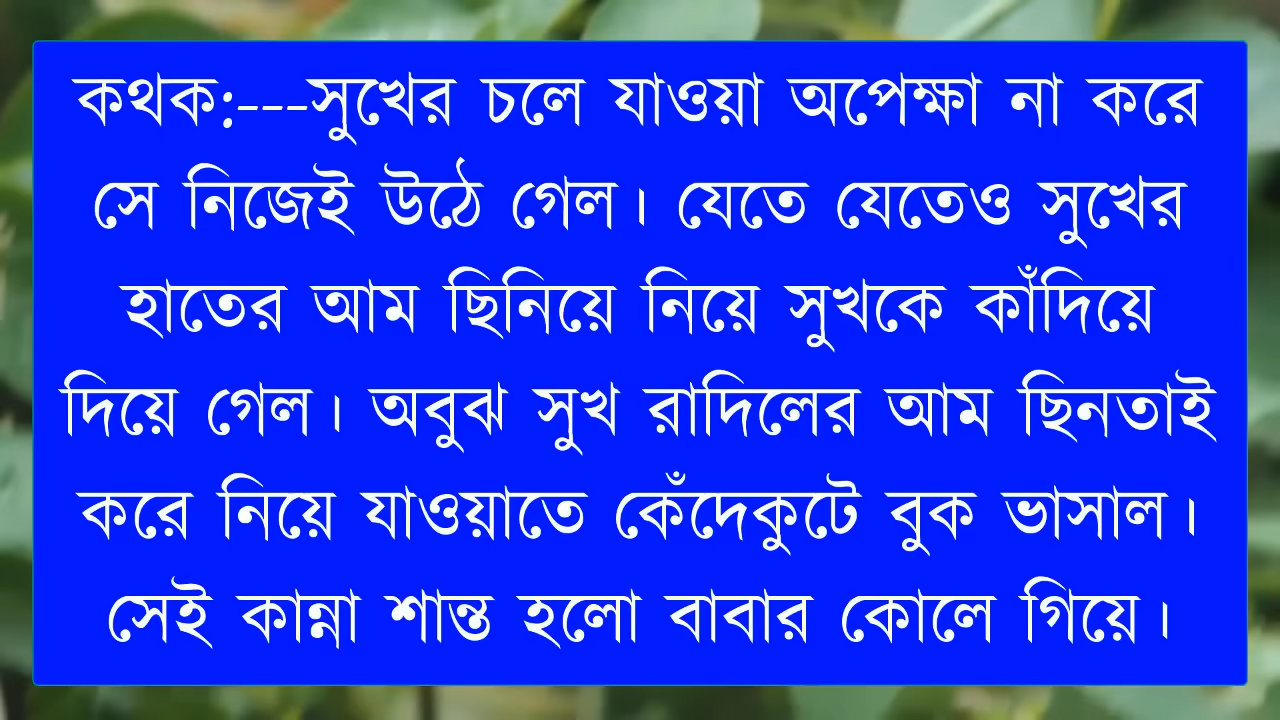 কথক:---সুখের চলে যাওয়া অপেক্ষা না করে
সে নিজেই উঠে গেল। যেতে যেতেও সুখের
হাতের আম ছিনিয়ে নিয়ে সুখকে কাঁদিয়ে
দিয়ে গেল। অবুঝ সুখ রাদিলের আম ছিনতাই
করে নিয়ে যাওয়াতে কেঁদেকুটে বুক ভাসাল।
সেই কান্না শান্ত হলো বাবার কোলে গিয়ে।